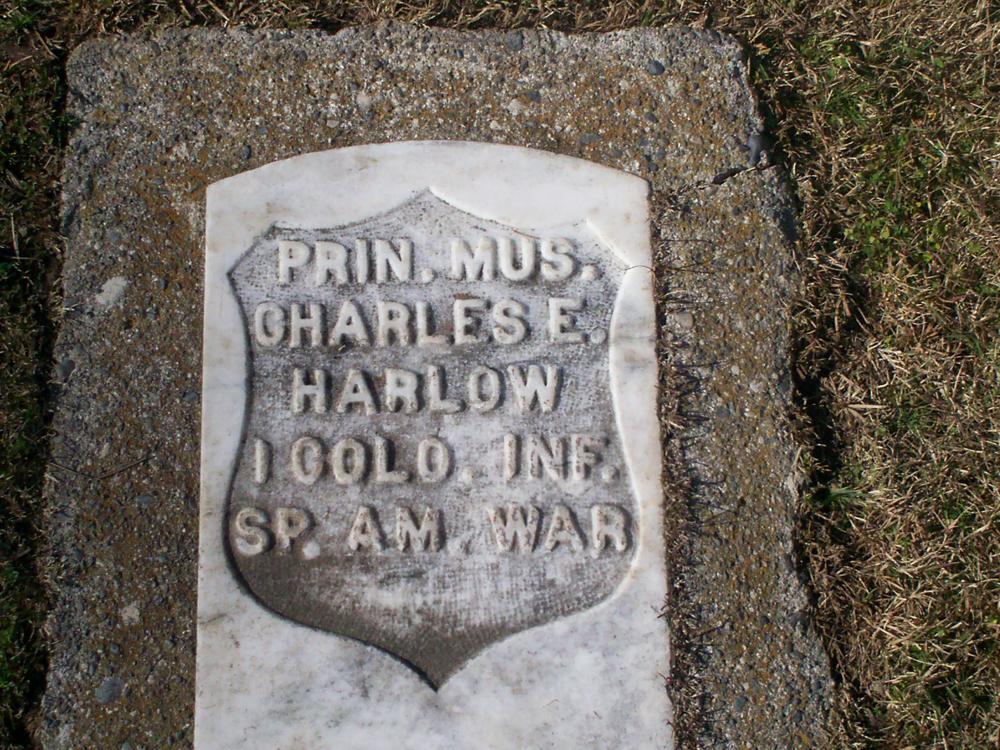 PRIN. MUS.
CHARLES E.
HARLOW
1 COLO. INF.
SP. AM. WAR